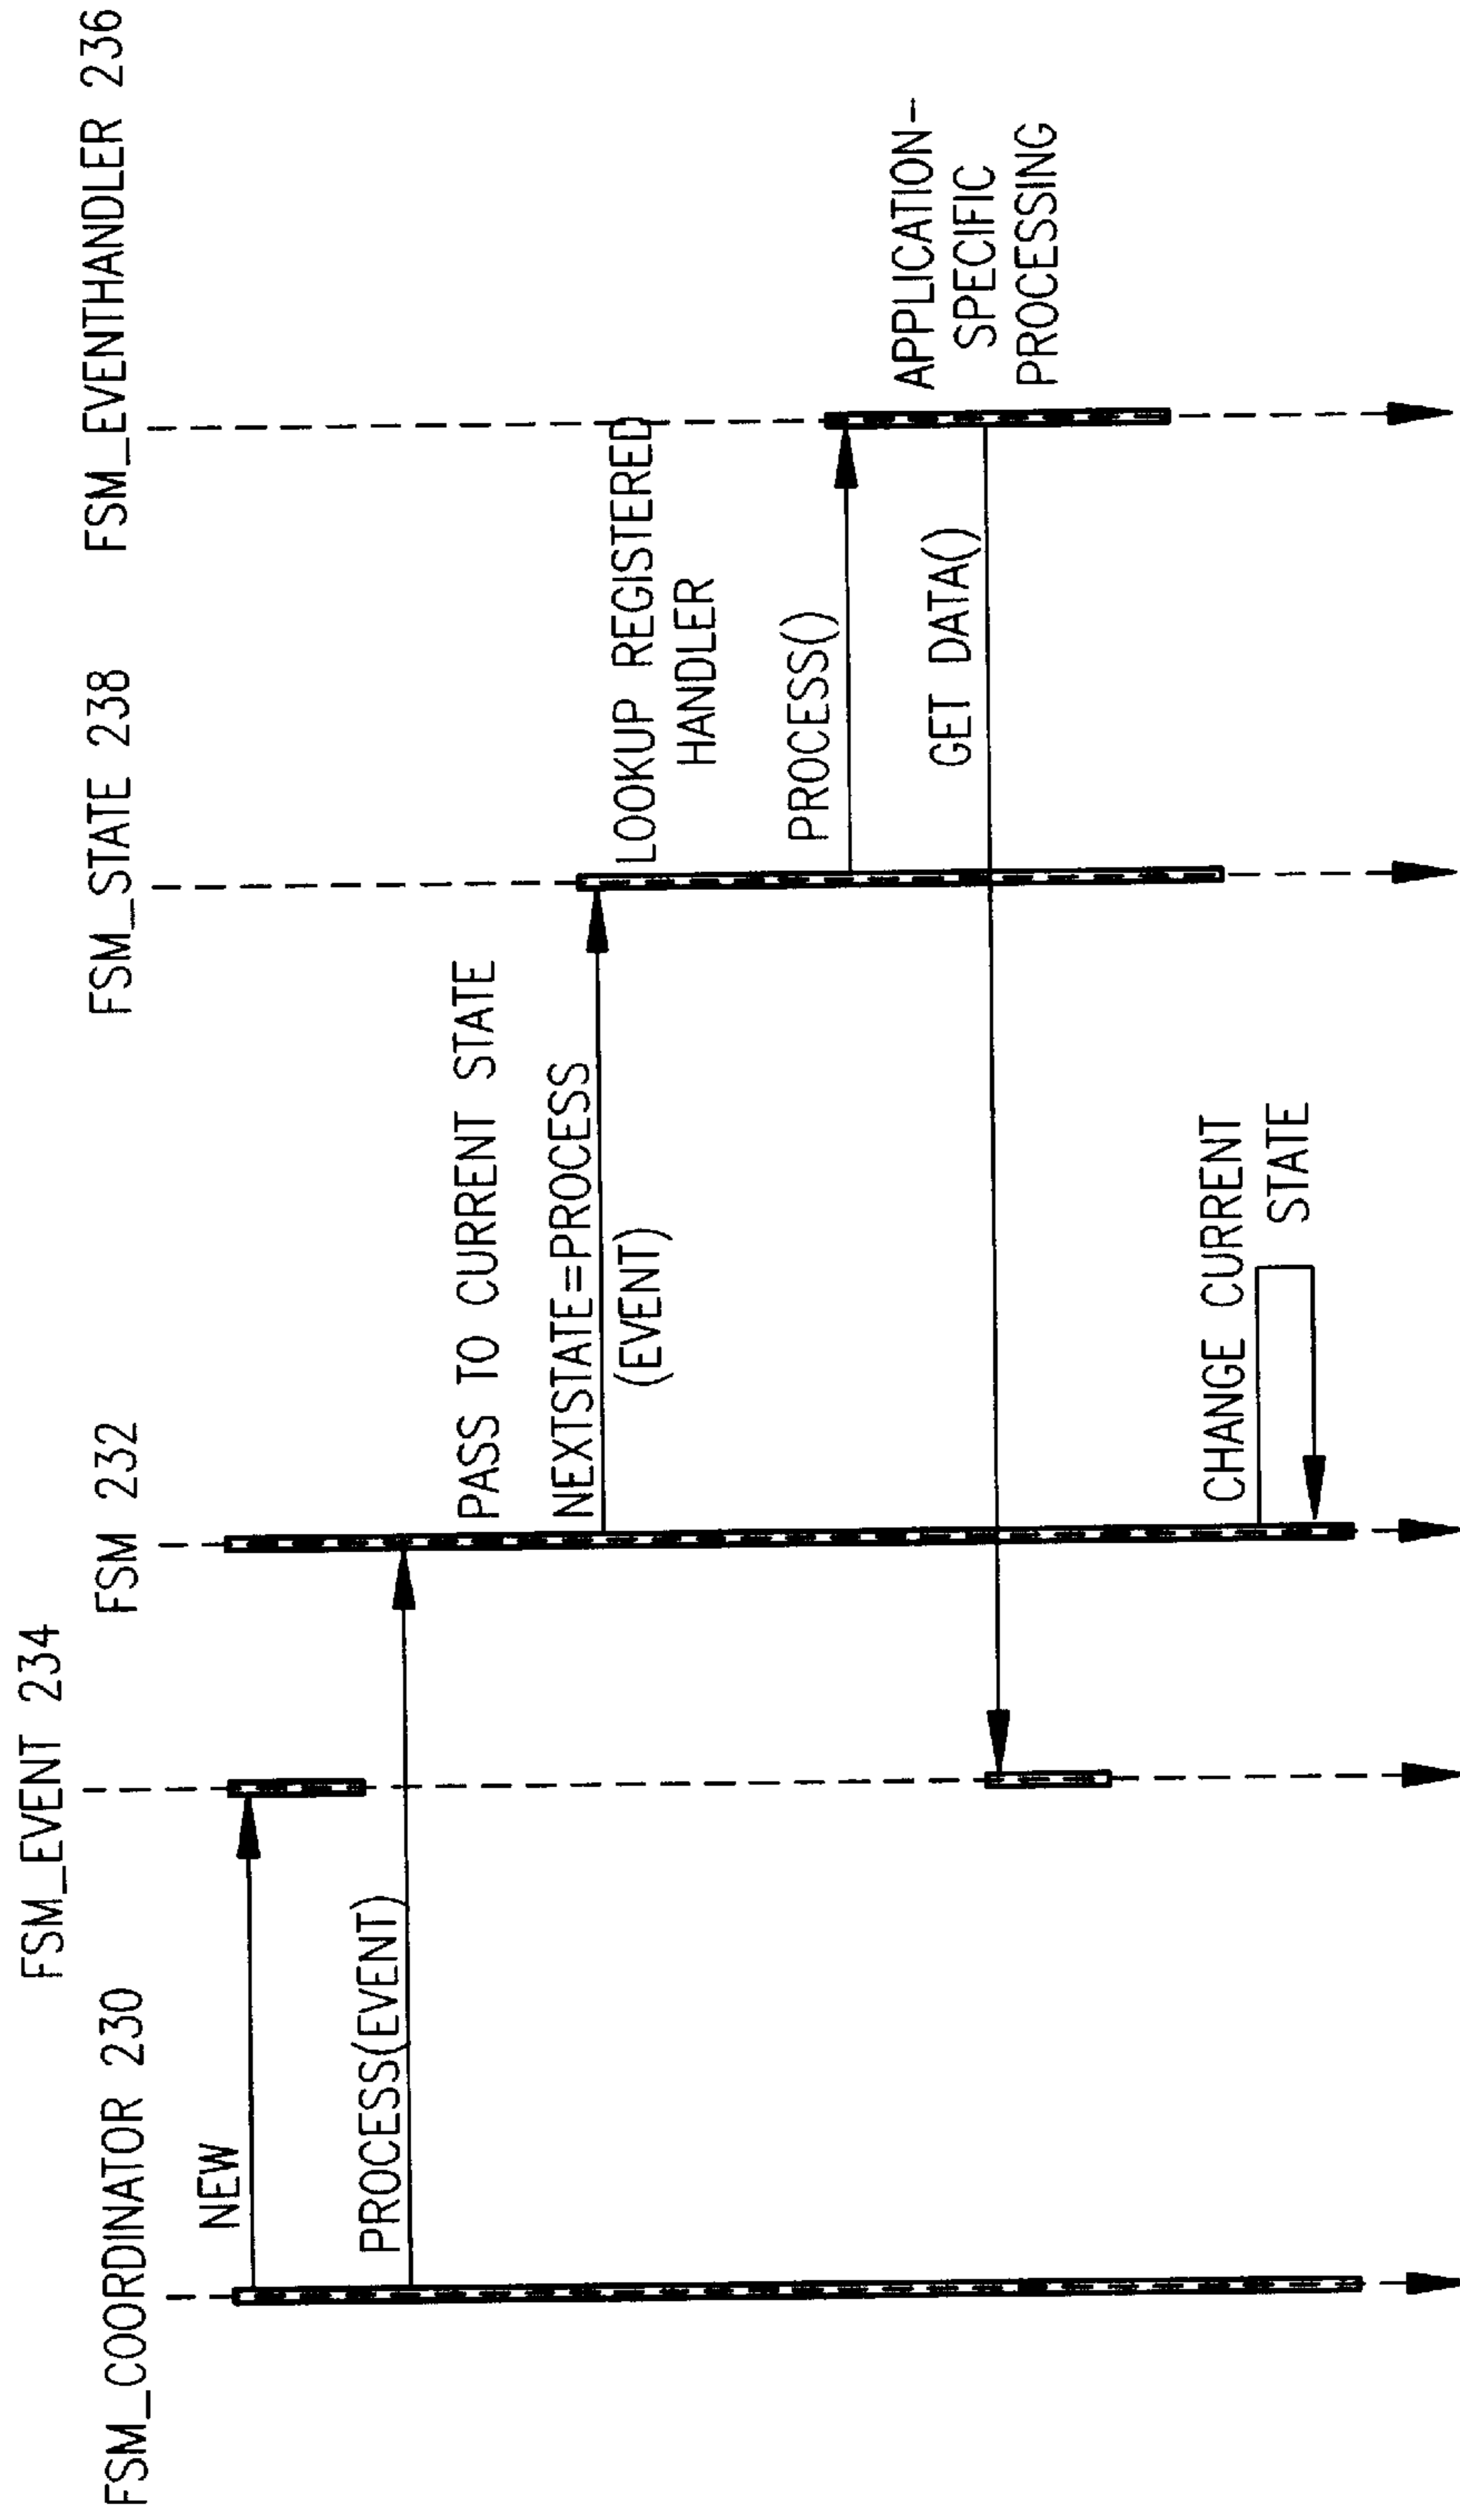 FSM_COORDINATOR 230
FSM_EVENT 234
FSM 232
FSM_STATE 238
FSM_EVENTHANDLER 236
NEW
PROCESS(EVENT)
PASS TO CURRENT STATE
NEXTSTATE=PROCESS
(EVENT)
LOOKUP REGISTERED
HANDLER
PROCESS()
APPLICATION-
SPECIFIC
PROCESSING
GET DATA()
CHANGE CURRENT
STATE